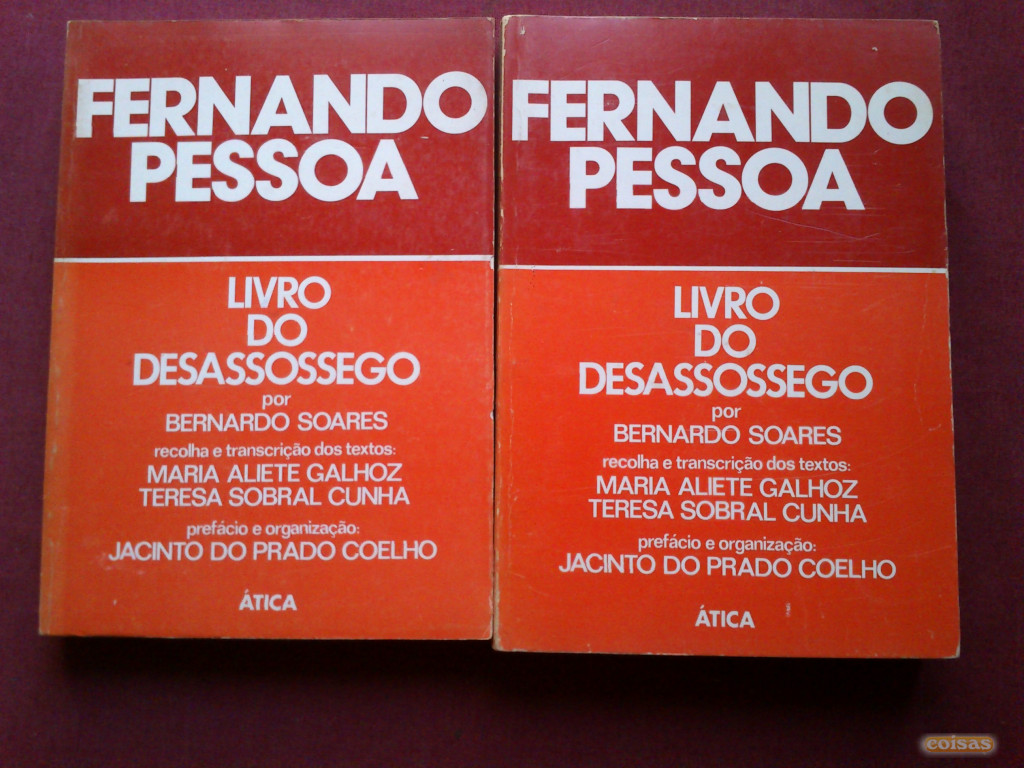 FERNANDO
PESSOA
LIVRO
DO
DESASSOSSEGO
por
BERNARDO SOARES
recolha e transcrição dos textos:
MARIA ALIETE GALHOZ
TERESA SOBRAL CUNHA
prefácio e organização:
JACINTO DO PRADO COELHO
ÁTICA
FERNANDO
PESSOA
LIVRO
DO
DESASSOSSEGO
por
BERNARDO SOARES
recolha e transcrição dos textos:
MARIA ALIETE GALHOZ
TERESA SOBRAL CUNHA
prefácio e organização:
JACINTO DO PRADO COELHO
ÁTICA
coisas